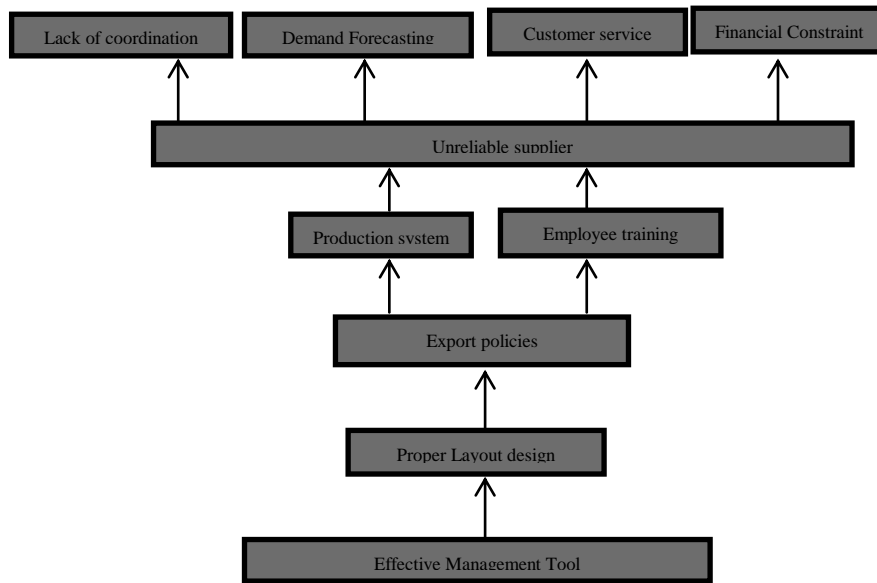 Lack of coordination
Demand Forecasting
Customer service
Financial Constraint
Unreliable supplier
Production system
Employee training
Export policies
Proper Layout design
Effective Management Tool